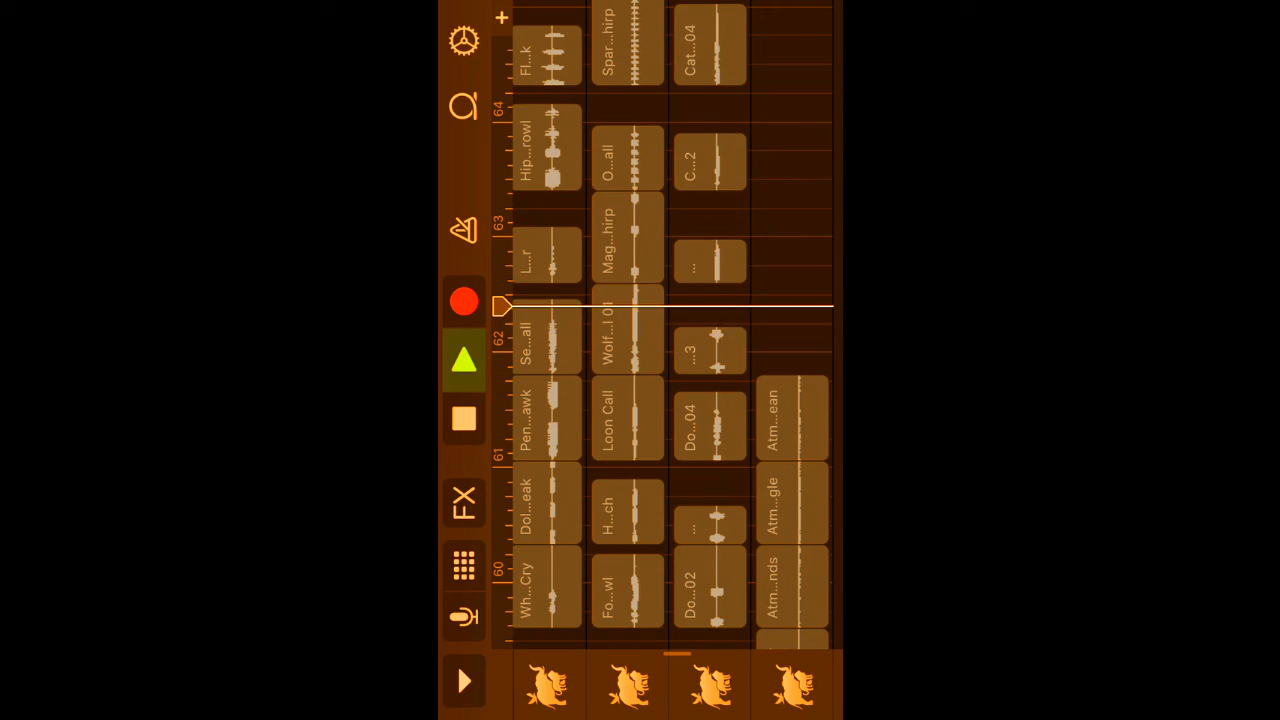 FX
60 61 62 63 64 +
Wh...Cry Dol...eak Pen...awk Se...all L...r Hip...rowl Fl...k
Fo...wl H...ch Loon Call Wolf...l 01 Mag...hirp O...all Spar...hirp
Do...02 ... Do...04 ...3 ... C...2 Cat...04
Atm...nds Atm...gle Atm...ean